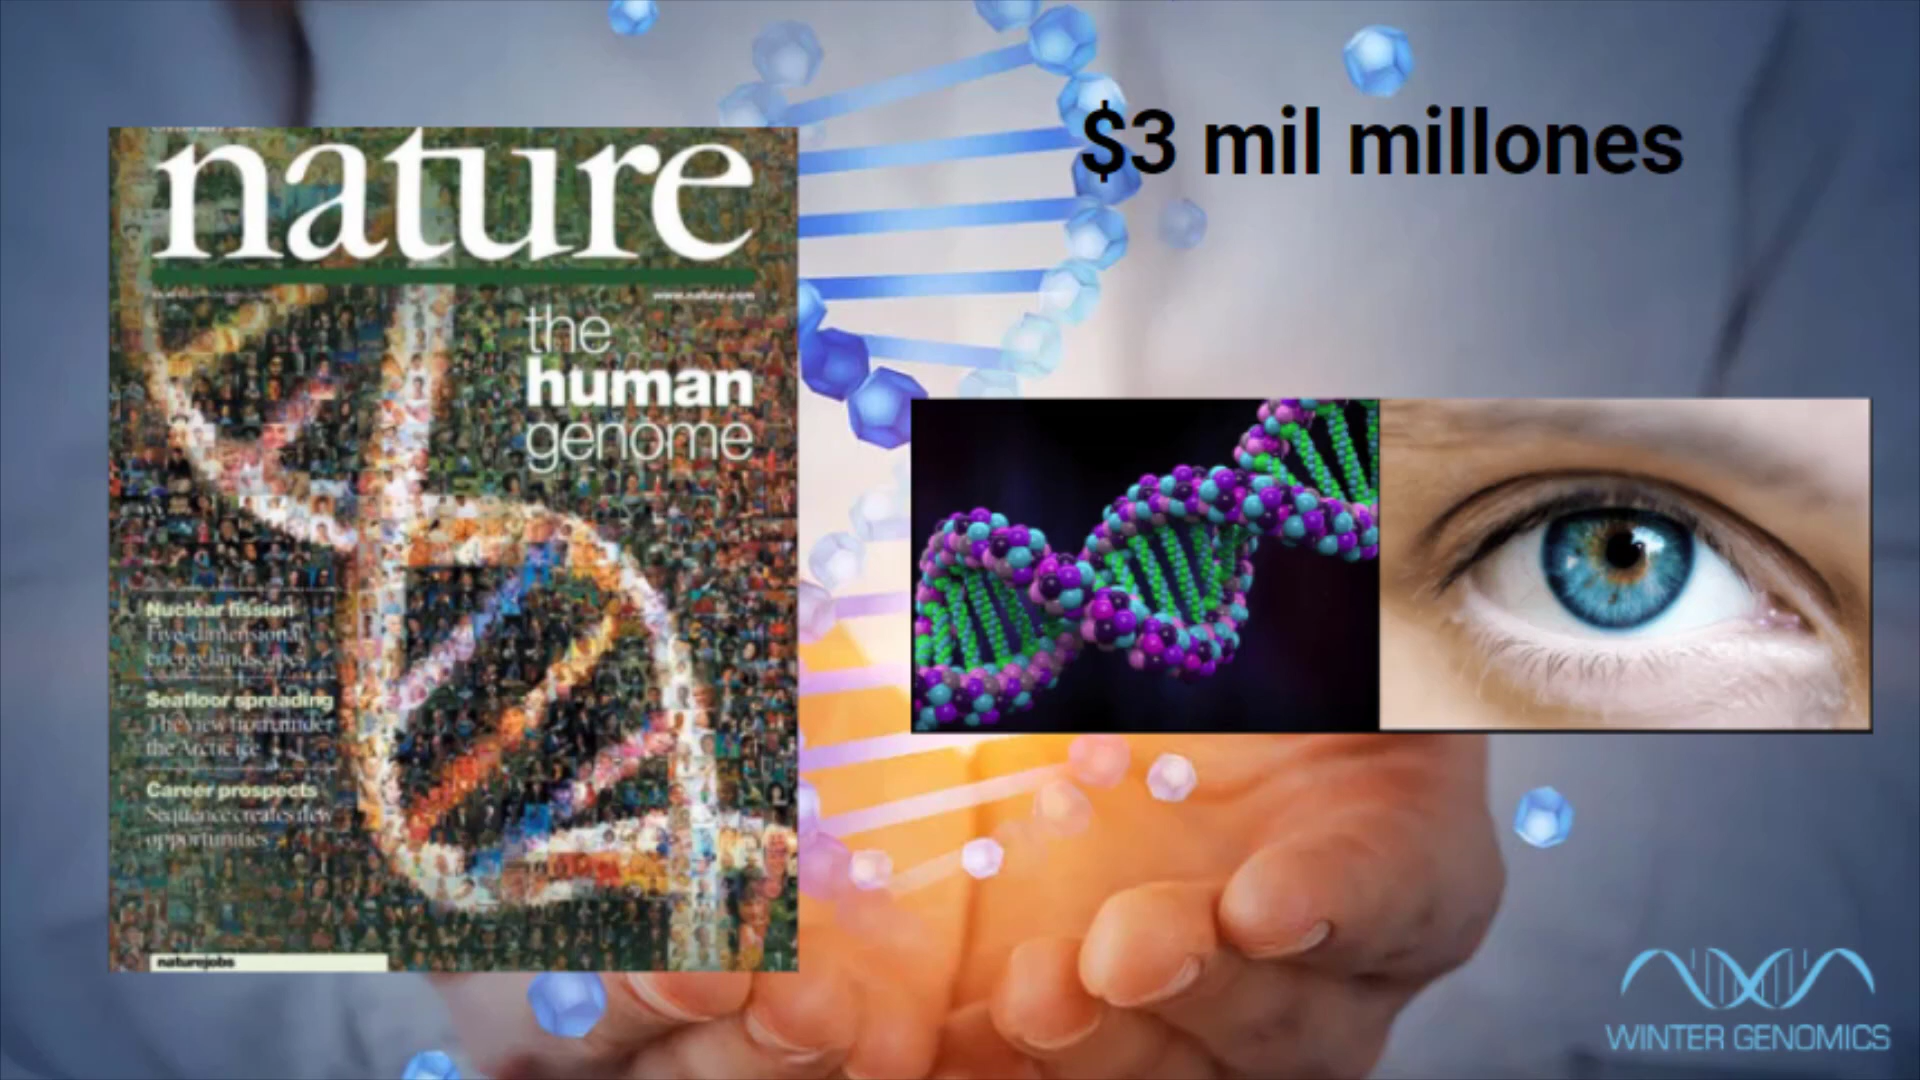 nature
www.nature.com
the
human
genome
Nuclear fission
Five-dimensional
energy landscapes
Seafloor spreading
The view from under
the Arctic ice
Career prospects
Sequence creates new
opportunities
naturejobs
$3 mil millones
WINTER GENOMICS